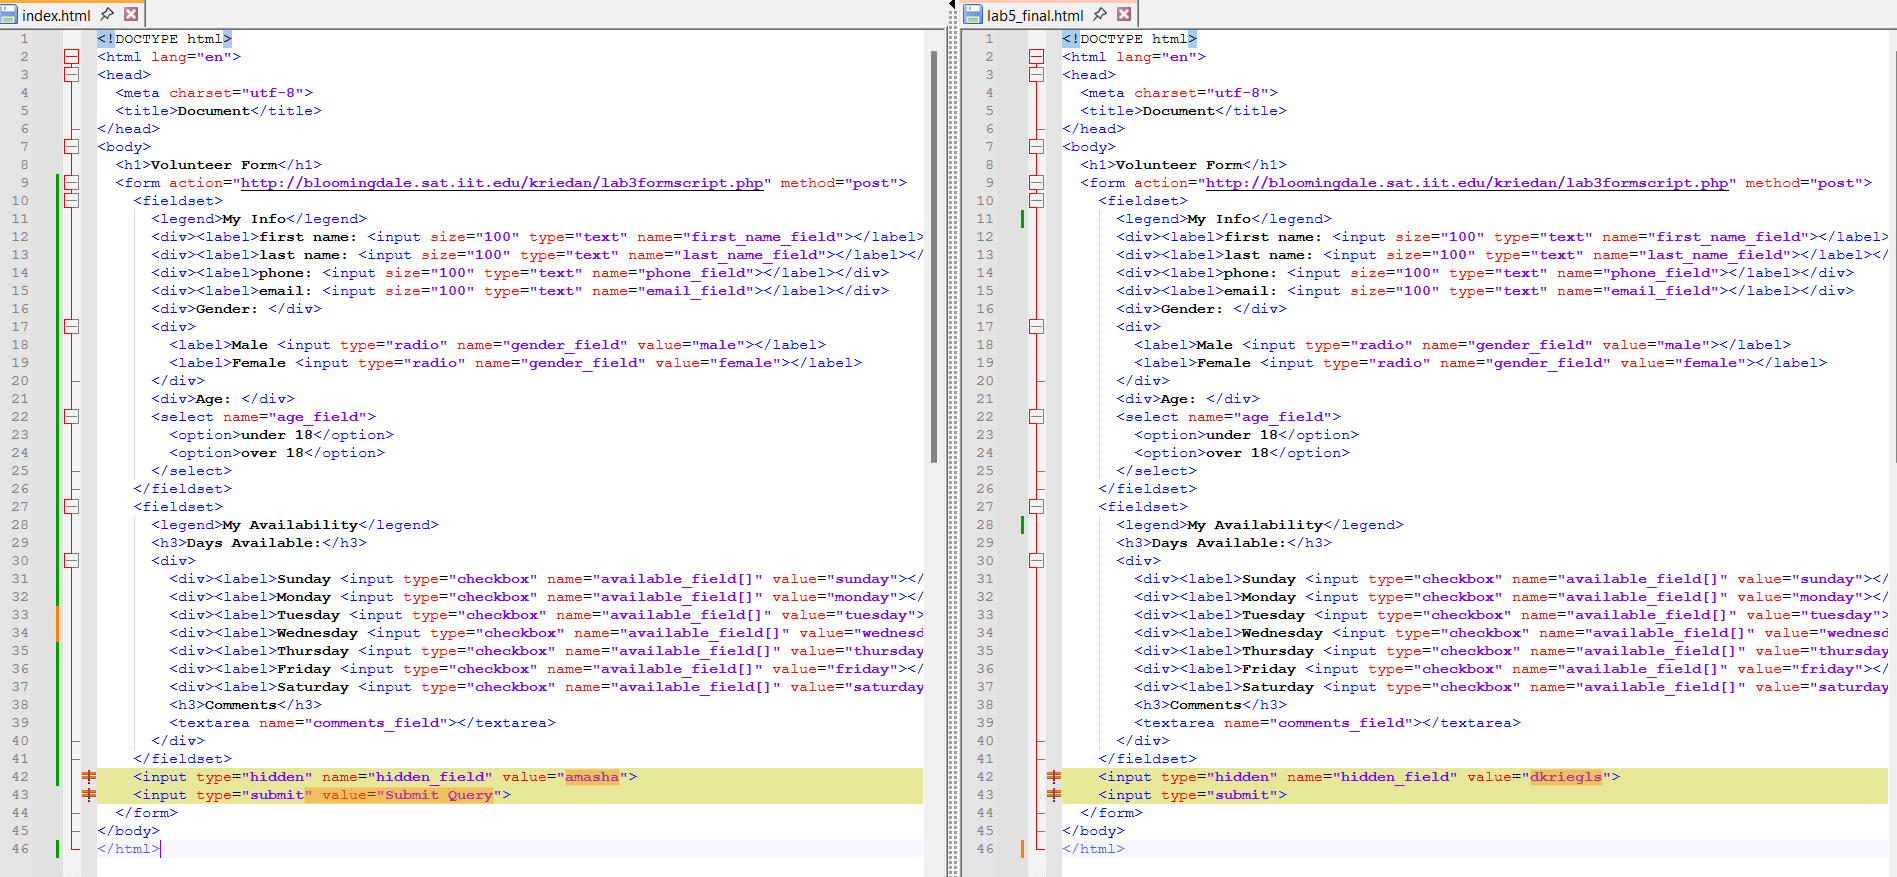 index.html
1 <!DOCTYPE html>
2 <html lang="en">
3 <head>
4 <meta charset="utf-8">
5 <title>Document</title>
6 </head>
7 <body>
8 <h1>Volunteer Form</h1>
9 <form action="http://bloomingdale.sat.iit.edu/kriedan/lab3formscript.php" method="post">
10 <fieldset>
11 <legend>My Info</legend>
12 <div><label>first name: <input size="100" type="text" name="first_name_field"></label>
13 <div><label>last name: <input size="100" type="text" name="last_name_field"></label></
14 <div><label>phone: <input size="100" type="text" name="phone_field"></label></div>
15 <div><label>email: <input size="100" type="text" name="email_field"></label></div>
16 <div>Gender: </div>
17 <div>
18 <label>Male <input type="radio" name="gender_field" value="male"></label>
19 <label>Female <input type="radio" name="gender_field" value="female"></label>
20 </div>
21 <div>Age: </div>
22 <select name="age_field">
23 <option>under 18</option>
24 <option>over 18</option>
25 </select>
26 </fieldset>
27 <fieldset>
28 <legend>My Availability</legend>
29 <h3>Days Available:</h3>
30 <div>
31 <div><label>Sunday <input type="checkbox" name="available_field[]" value="sunday"></
32 <div><label>Monday <input type="checkbox" name="available_field[]" value="monday"></
33 <div><label>Tuesday <input type="checkbox" name="available_field[]" value="tuesday">
34 <div><label>Wednesday <input type="checkbox" name="available_field[]" value="wednesd
35 <div><label>Thursday <input type="checkbox" name="available_field[]" value="thursday
36 <div><label>Friday <input type="checkbox" name="available_field[]" value="friday"></
37 <div><label>Saturday <input type="checkbox" name="available_field[]" value="saturday
38 <h3>Comments</h3>
39 <textarea name="comments_field"></textarea>
40 </div>
41 </fieldset>
42 <input type="hidden" name="hidden_field" value="amasha">
43 <input type="submit" value="Submit Query">
44 </form>
45 </body>
46 </html>
lab5_final.html
1 <!DOCTYPE html>
2 <html lang="en">
3 <head>
4 <meta charset="utf-8">
5 <title>Document</title>
6 </head>
7 <body>
8 <h1>Volunteer Form</h1>
9 <form action="http://bloomingdale.sat.iit.edu/kriedan/lab3formscript.php" method="post">
10 <fieldset>
11 <legend>My Info</legend>
12 <div><label>first name: <input size="100" type="text" name="first_name_field"></label>
13 <div><label>last name: <input size="100" type="text" name="last_name_field"></label></
14 <div><label>phone: <input size="100" type="text" name="phone_field"></label></div>
15 <div><label>email: <input size="100" type="text" name="email_field"></label></div>
16 <div>Gender: </div>
17 <div>
18 <label>Male <input type="radio" name="gender_field" value="male"></label>
19 <label>Female <input type="radio" name="gender_field" value="female"></label>
20 </div>
21 <div>Age: </div>
22 <select name="age_field">
23 <option>under 18</option>
24 <option>over 18</option>
25 </select>
26 </fieldset>
27 <fieldset>
28 <legend>My Availability</legend>
29 <h3>Days Available:</h3>
30 <div>
31 <div><label>Sunday <input type="checkbox" name="available_field[]" value="sunday"></
32 <div><label>Monday <input type="checkbox" name="available_field[]" value="monday"></
33 <div><label>Tuesday <input type="checkbox" name="available_field[]" value="tuesday">
34 <div><label>Wednesday <input type="checkbox" name="available_field[]" value="wednesd
35 <div><label>Thursday <input type="checkbox" name="available_field[]" value="thursday
36 <div><label>Friday <input type="checkbox" name="available_field[]" value="friday"></
37 <div><label>Saturday <input type="checkbox" name="available_field[]" value="saturday
38 <h3>Comments</h3>
39 <textarea name="comments_field"></textarea>
40 </div>
41 </fieldset>
42 <input type="hidden" name="hidden_field" value="dkriegls">
43 <input type="submit">
44 </form>
45 </body>
46 </html>